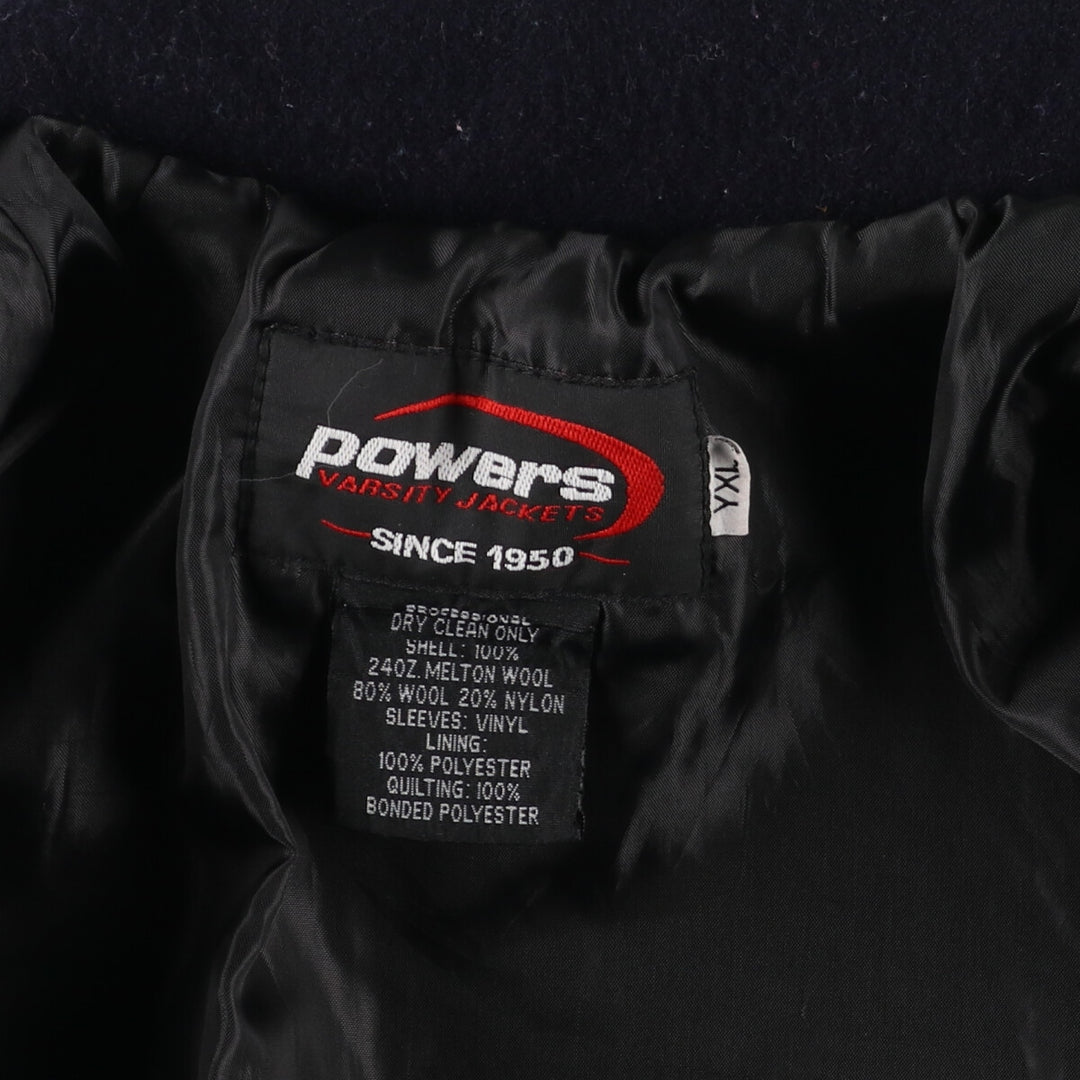 powers
VARSITY JACKETS
SINCE 1950
YXL
PROFESSIONAL
DRY CLEAN ONLY
SHELL: 100%
24OZ. MELTON WOOL
80% WOOL 20% NYLON
SLEEVES: VINYL
LINING:
100% POLYESTER
QUILTING: 100%
BONDED POLYESTER